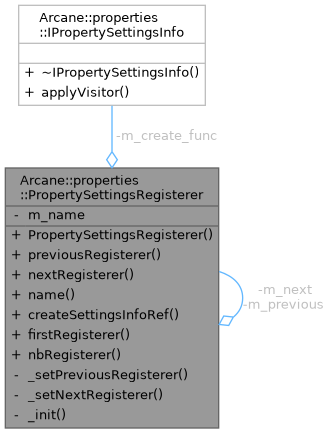 Arcane::properties
::IPropertySettingsInfo
+ ~IPropertySettingsInfo()
+ applyVisitor()
-m_create_func
Arcane::properties
::PropertySettingsRegisterer
- m_name
+ PropertySettingsRegisterer()
+ previousRegisterer()
+ nextRegisterer()
+ name()
+ createSettingsInfoRef()
+ firstRegisterer()
+ nbRegisterer()
- _setPreviousRegisterer()
- _setNextRegisterer()
- _init()
-m_next
-m_previous